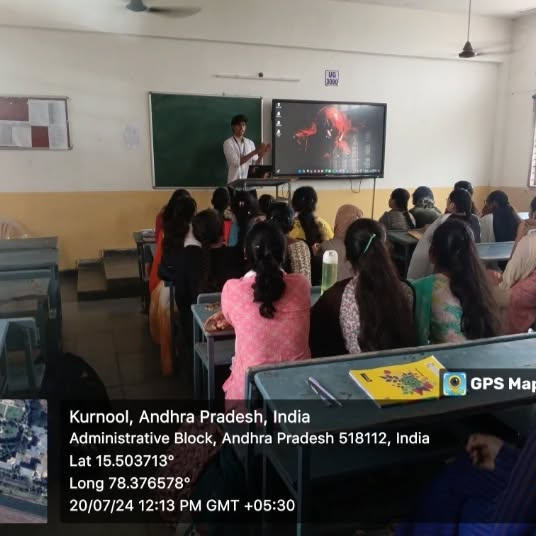 GPS Map
Kurnool, Andhra Pradesh, India
Administrative Block, Andhra Pradesh 518112, India
Lat 15.503713°
Long 78.376578°
20/07/24 12:13 PM GMT +05:30